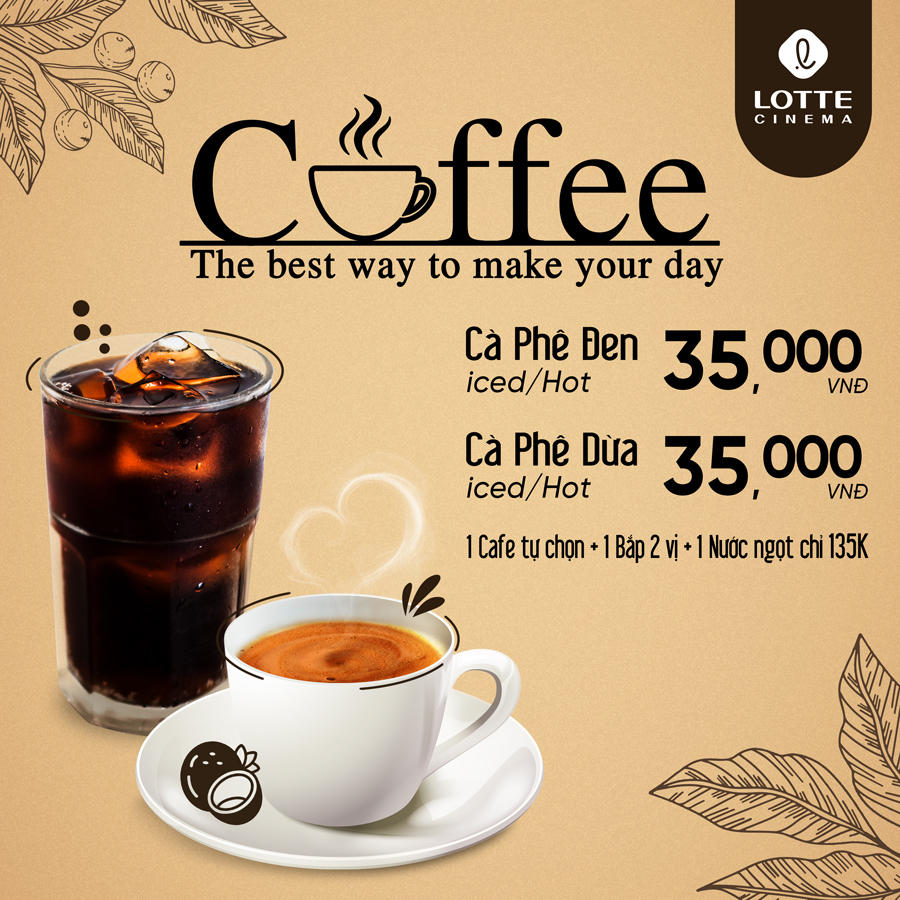 LOTTE
CINEMA
Coffee
The best way to make your day
Cà Phê Đen 35,000
iced/Hot VNĐ
Cà Phê Dừa 35,000
iced/Hot VNĐ
1 Cafe tự chọn + 1 Bắp 2 vị + 1 Nước ngọt chỉ 135K